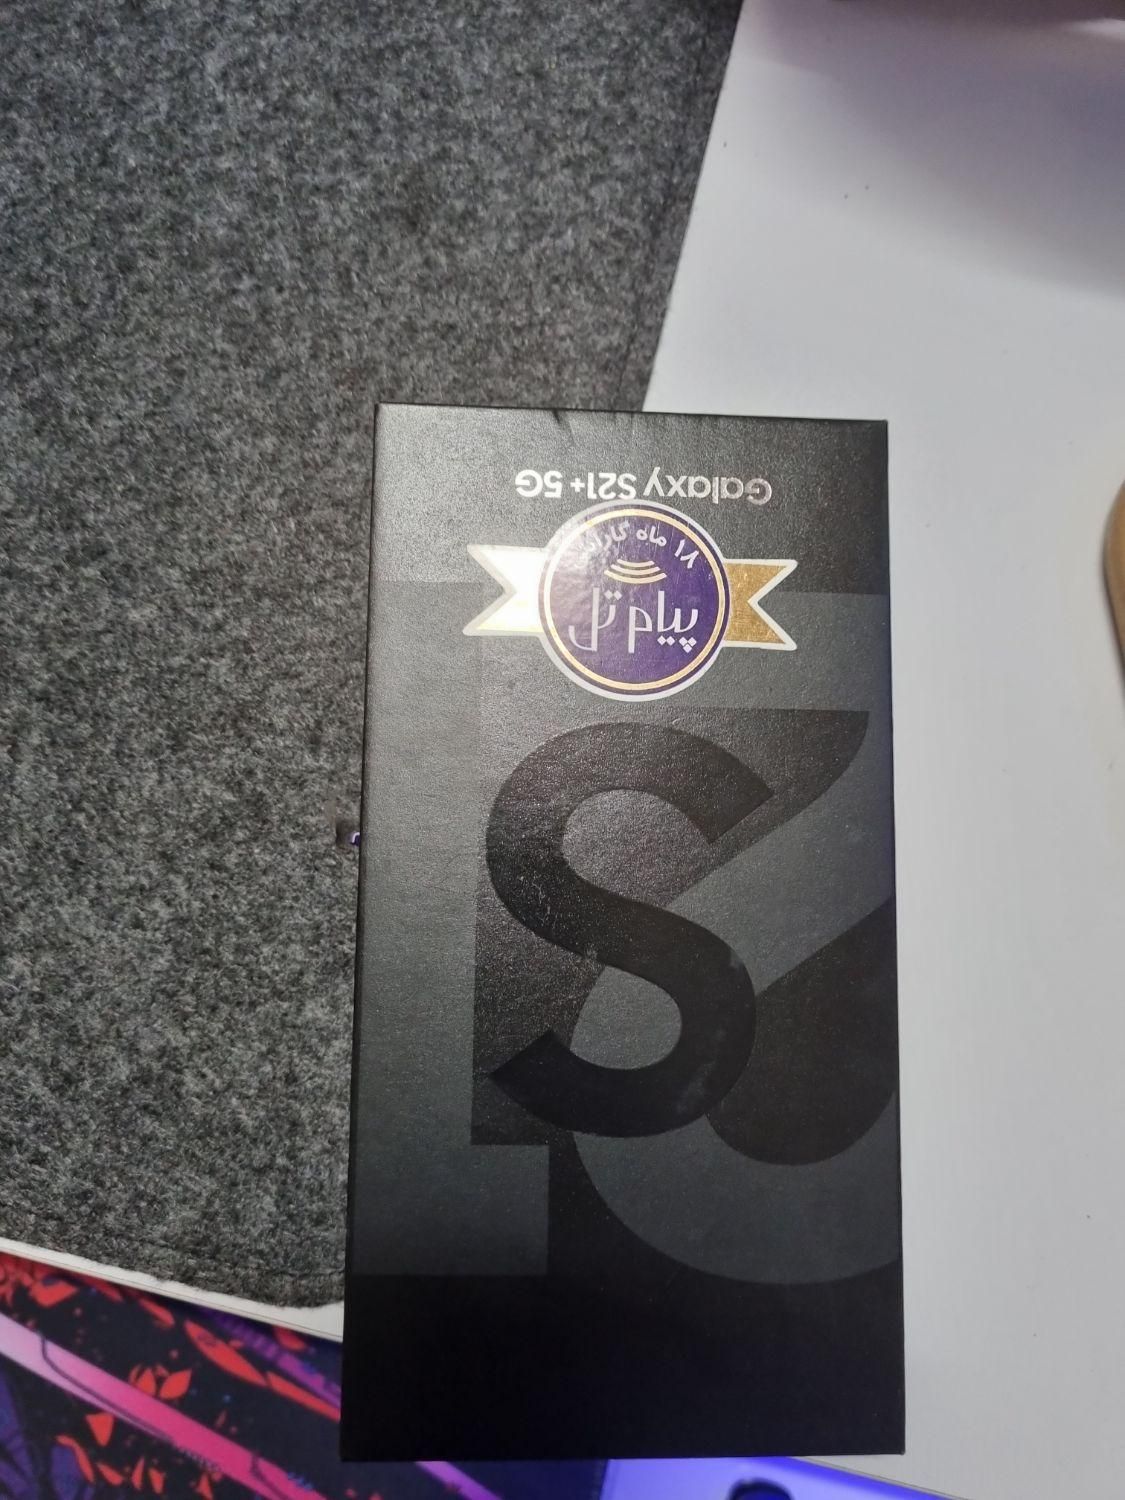 Galaxy S21+ 5G
۱۸ ماه گارانتی
پیام تل
S